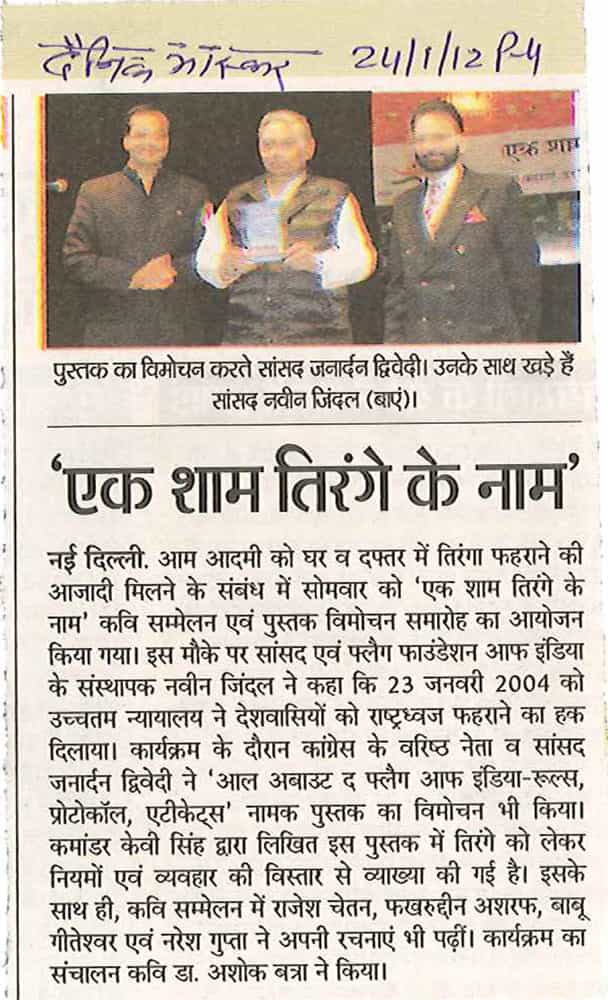 दैनिक भास्कर 24/1/12 P-4
एक शाम
पुस्तक का विमोचन करते सांसद जनार्दन द्विवेदी। उनके साथ खड़े हैं
सांसद नवीन जिंदल (बाएं)।
‘एक शाम तिरंगे के नाम’
नई दिल्ली. आम आदमी को घर व दफ्तर में तिरंगा फहराने की
आजादी मिलने के संबंध में सोमवार को ‘एक शाम तिरंगे के
नाम’ कवि सम्मेलन एवं पुस्तक विमोचन समारोह का आयोजन
किया गया। इस मौके पर सांसद एवं फ्लैग फाउंडेशन आफ इंडिया
के संस्थापक नवीन जिंदल ने कहा कि 23 जनवरी 2004 को
उच्चतम न्यायालय ने देशवासियों को राष्ट्रध्वज फहराने का हक
दिलाया। कार्यक्रम के दौरान कांग्रेस के वरिष्ठ नेता व सांसद
जनार्दन द्विवेदी ने ‘आल अबाउट द फ्लैग आफ इंडिया-रूल्स,
प्रोटोकॉल, एटीकेट्स’ नामक पुस्तक का विमोचन भी किया।
कमांडर केवी सिंह द्वारा लिखित इस पुस्तक में तिरंगे को लेकर
नियमों एवं व्यवहार की विस्तार से व्याख्या की गई है। इसके
साथ ही, कवि सम्मेलन में राजेश चेतन, फखरुद्दीन अशरफ, बाबू
गीतेश्वर एवं नरेश गुप्ता ने अपनी रचनाएं भी पढ़ीं। कार्यक्रम का
संचालन कवि डा. अशोक बत्रा ने किया।